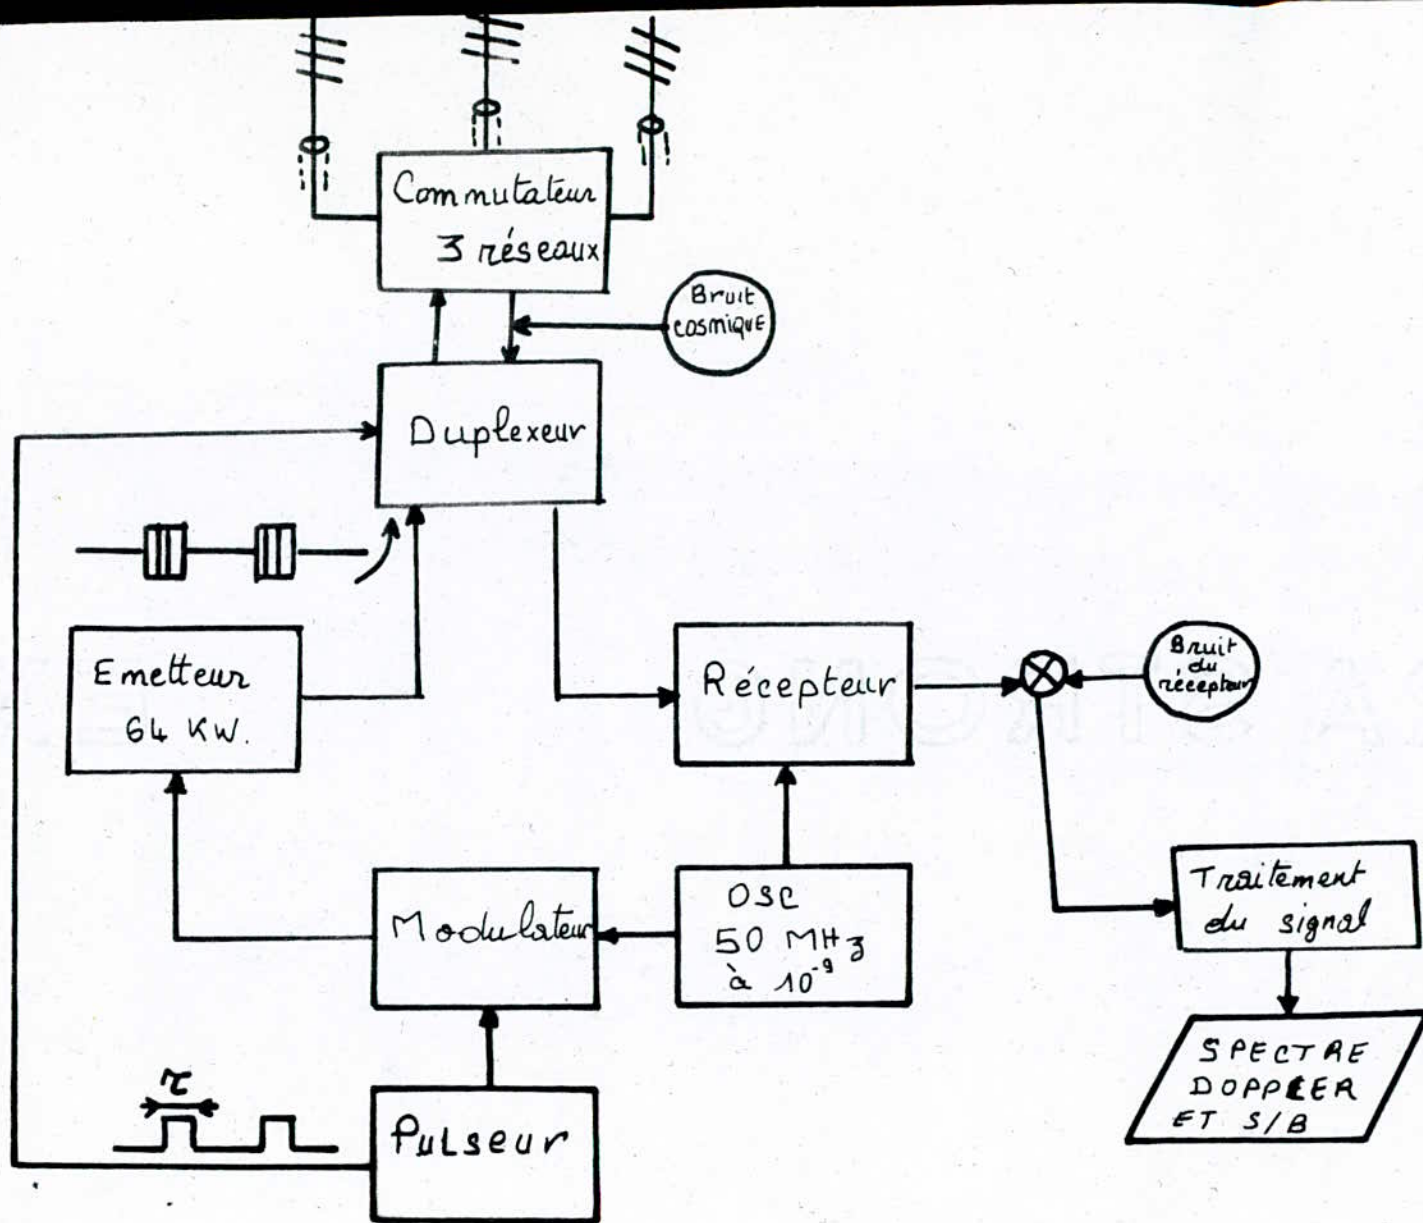 Commutateur
3 réseaux
Bruit
cosmiquE
Duplexeur
Emetteur
64 KW.
Récepteur
Bruit
du
récepteur
Modulateur
OSC
50 MHz
à 10⁻⁹
Traitement
du signal
τ
Pulseur
SPECTRE
DOPPLER
ET S/B